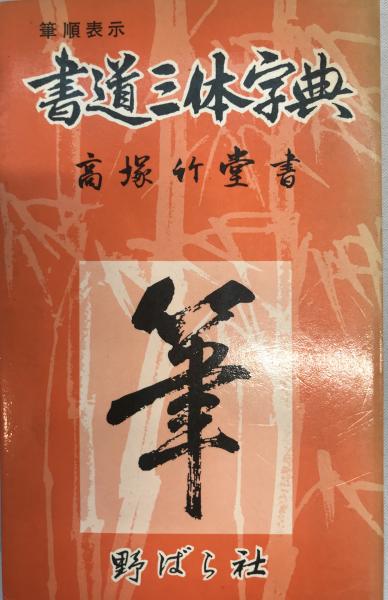 筆順表示
書道三体字典
高塚竹堂書
筆
野ばら社